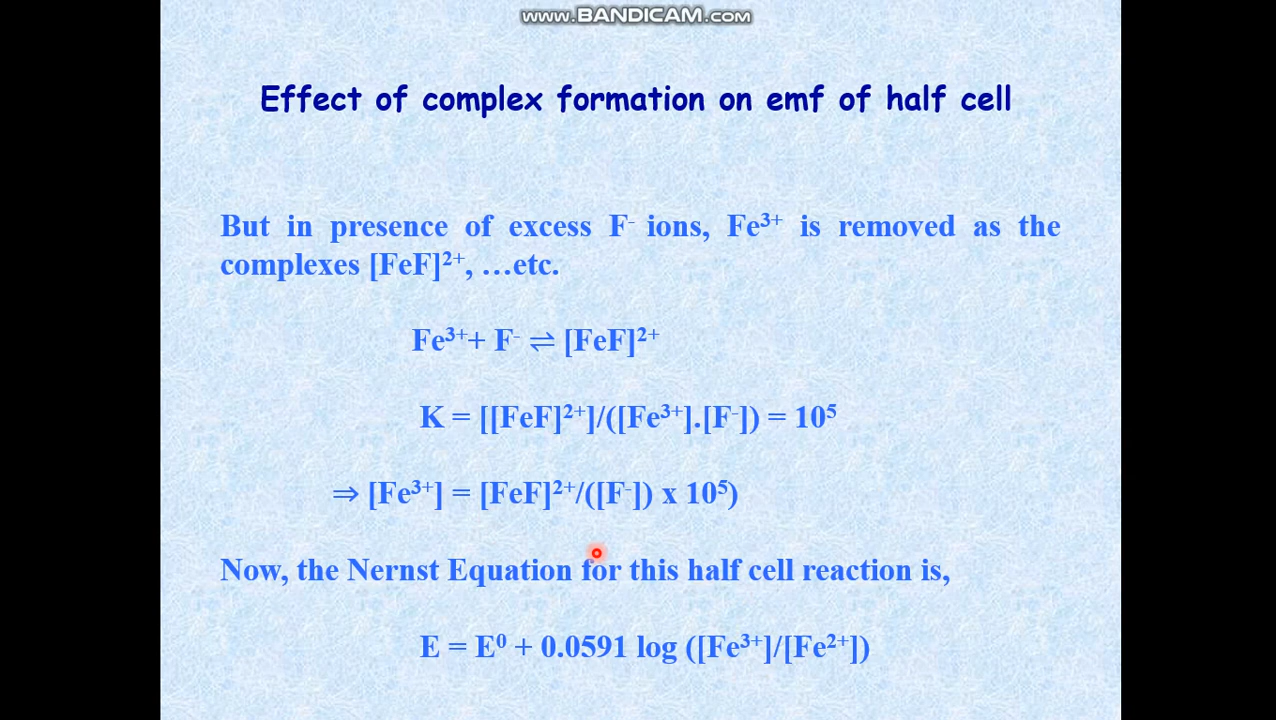 www.BANDICAM.com
Effect of complex formation on emf of half cell
But in presence of excess F⁻ ions, Fe³⁺ is removed as the
complexes [FeF]²⁺, …etc.
Fe³⁺+ F⁻ ⇌ [FeF]²⁺
K = [[FeF]²⁺]/([Fe³⁺].[F⁻]) = 10⁵
⇒ [Fe³⁺] = [FeF]²⁺/([F⁻]) x 10⁵)
Now, the Nernst Equation for this half cell reaction is,
E = E⁰ + 0.0591 log ([Fe³⁺]/[Fe²⁺])